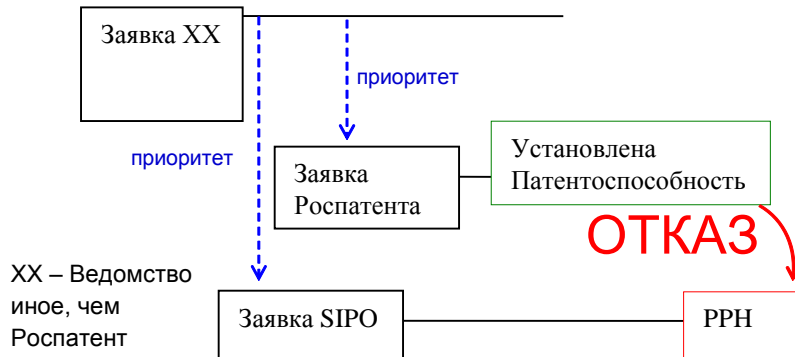 Заявка XX
приоритет
приоритет
Заявка
Роспатента
Установлена
Патентоспособность
ОТКАЗ
XX – Ведомство
иное, чем
Роспатент
Заявка SIPO
PPH